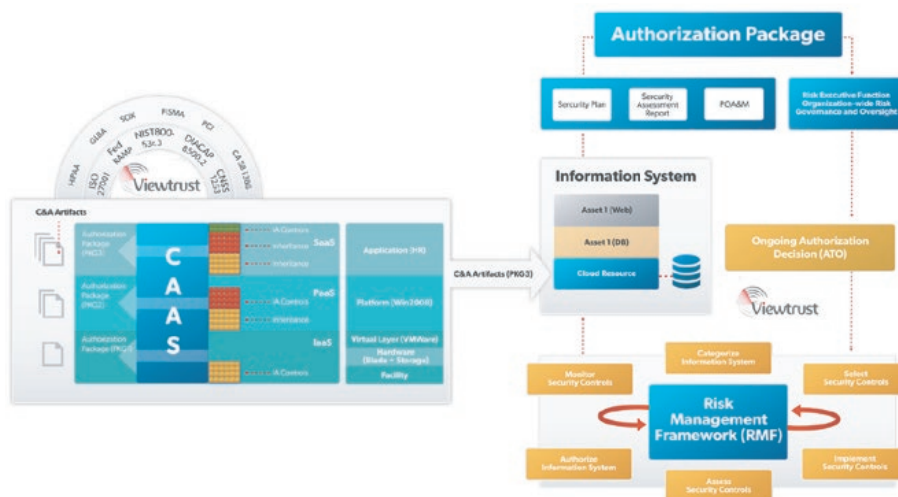 Authorization Package
Sercurity Plan
Sercurity
Assessment
Report
POA&M
Risk Executive Function
Organization-wide Risk
Governance and Oversight
HIPAA
GLBA
SOX
FISMA
PCI
CA SB 1386
ISO
27001
Fed
RAMP
NIST800-
53r.3
DIACAP
8500.2
CNSS
1253
Viewtrust
C&A Artifacts
Authorization
Package (PKG3)
Authorization
Package (PKG2)
Authorization
Package (PKG1)
CAAS
SaaS
IA Controls
Inheritance
Inheritance
PaaS
IA Controls
Inheritance
IaaS
IA Controls
Application (HR)
Platform (Win2008)
Virtual Layer (VMWare)
Hardware
(Blade – Storage)
Facility
C&A Artifacts (PKG3)
Information System
Asset 1 (Web)
Asset 1 (DB)
Cloud Resource
Ongoing Authorization
Decision (ATO)
Viewtrust
Categorize
Information System
Monitor
Security Controls
Select
Security Controls
Risk
Management
Framework (RMF)
Authorize
Information System
Implement
Security Controls
Assess
Security Controls